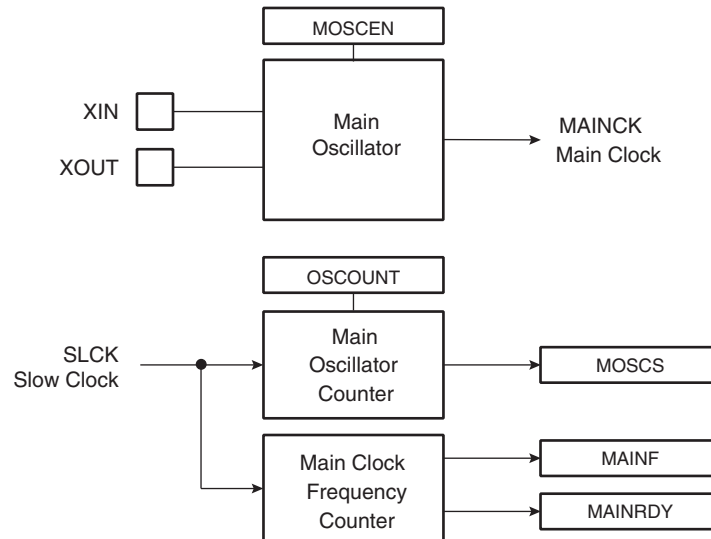 MOSCEN
XIN
XOUT
Main
Oscillator
MAINCK
Main Clock
OSCOUNT
SLCK
Slow Clock
Main
Oscillator
Counter
MOSCS
Main Clock
Frequency
Counter
MAINF
MAINRDY